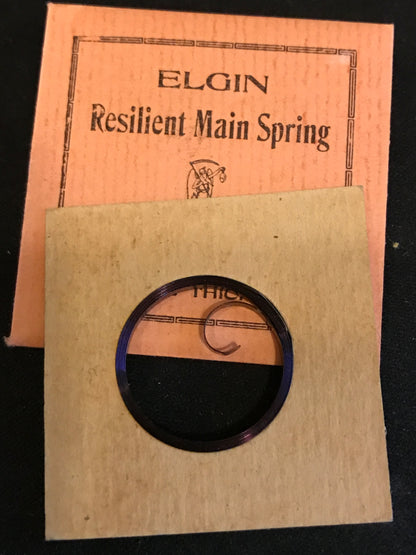 ELGIN
Resilient Main Spring